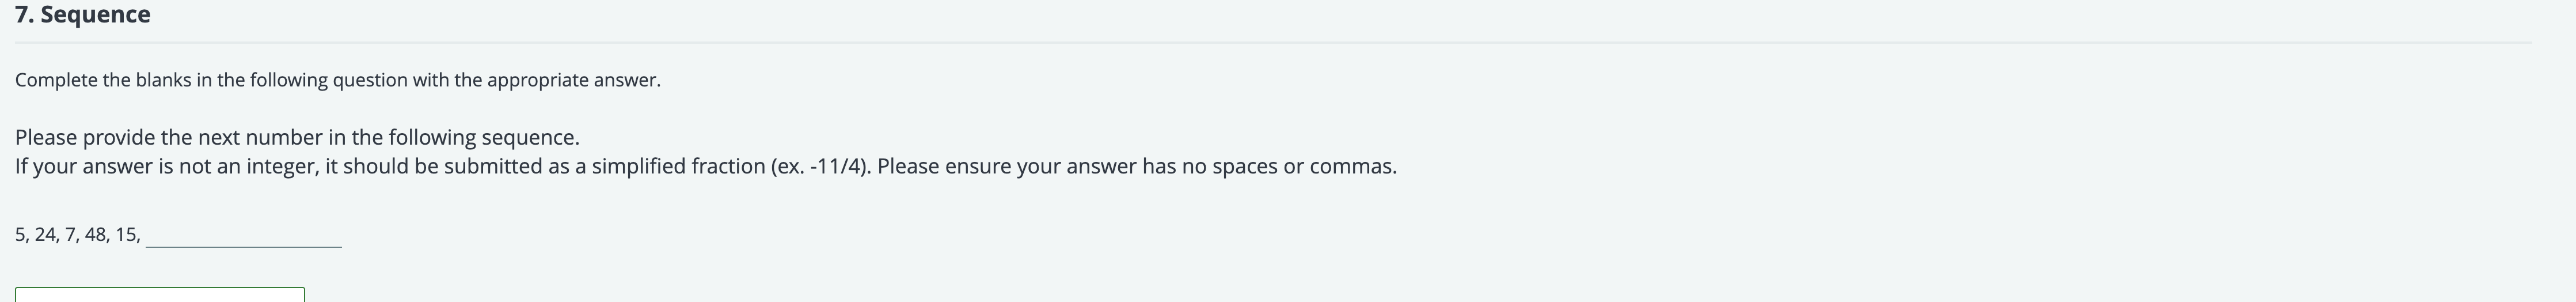 7. Sequence
Complete the blanks in the following question with the appropriate answer.
Please provide the next number in the following sequence.
If your answer is not an integer, it should be submitted as a simplified fraction (ex. -11/4). Please ensure your answer has no spaces or commas.
5, 24, 7, 48, 15,